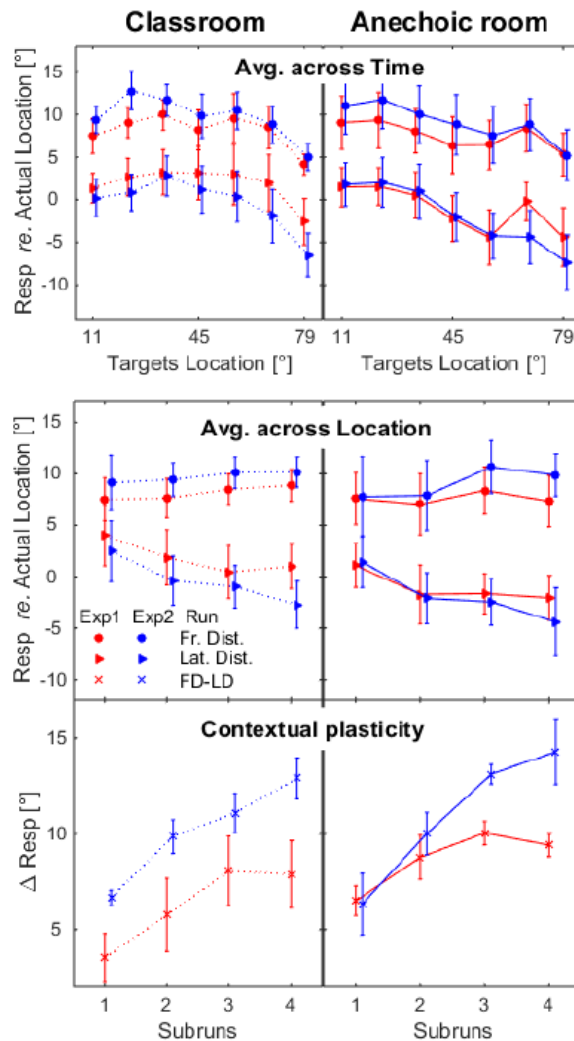 Classroom Anechoic room
Avg. across Time
Resp re. Actual Location [°]
15
10
5
0
-5
-10
11 45 79 11 45 79
Targets Location [°] Targets Location [°]
Avg. across Location
Resp re. Actual Location [°]
15
10
5
0
-5
-10
Exp1 Exp2 Run
Fr. Dist.
Lat. Dist.
FD-LD
Contextual plasticity
Δ Resp [°]
15
10
5
1 2 3 4 1 2 3 4
Subruns Subruns